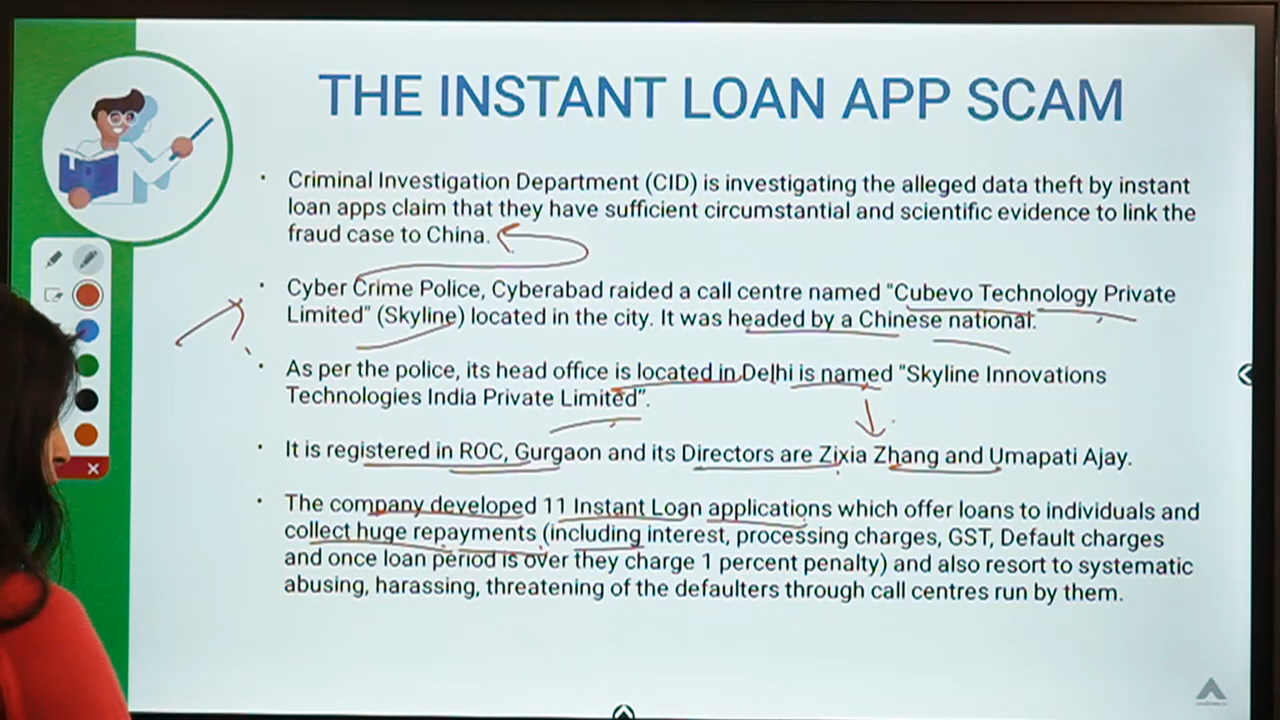 THE INSTANT LOAN APP SCAM
• Criminal Investigation Department (CID) is investigating the alleged data theft by instant
loan apps claim that they have sufficient circumstantial and scientific evidence to link the
fraud case to China.
• Cyber Crime Police, Cyberabad raided a call centre named "Cubevo Technology Private
Limited" (Skyline) located in the city. It was headed by a Chinese national.
• As per the police, its head office is located in Delhi is named "Skyline Innovations
Technologies India Private Limited".
• It is registered in ROC, Gurgaon and its Directors are Zixia Zhang and Umapati Ajay.
• The company developed 11 Instant Loan applications which offer loans to individuals and
collect huge repayments (including interest, processing charges, GST, Default charges
and once loan period is over they charge 1 percent penalty) and also resort to systematic
abusing, harassing, threatening of the defaulters through call centres run by them.